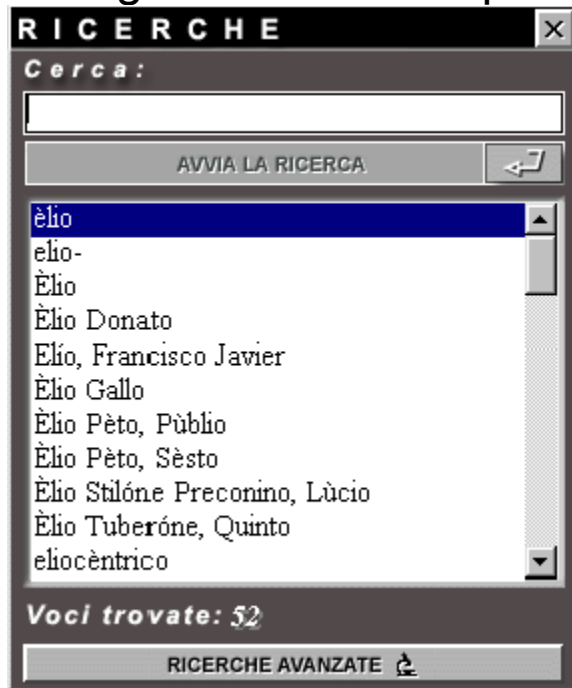 RICERCHE
Cerca:
AVVIA LA RICERCA
èlio
elio-
Èlio
Èlio Donato
Elío, Francisco Javier
Èlio Gallo
Èlio Pèto, Pùblio
Èlio Pèto, Sèsto
Èlio Stilóne Preconino, Lùcio
Èlio Tuberóne, Quinto
eliocèntrico
Voci trovate: 52
RICERCHE AVANZATE